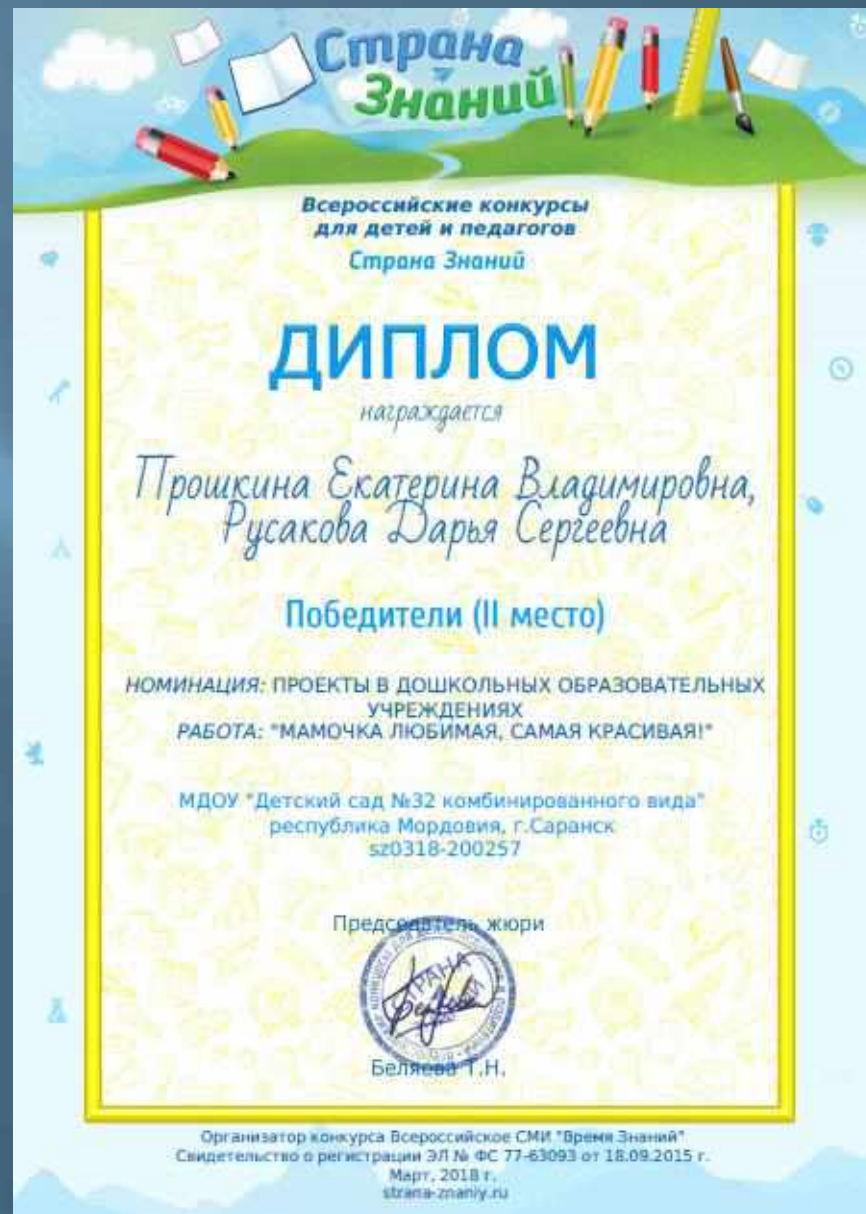 Страна
Знаний
Всероссийские конкурсы
для детей и педагогов
Страна Знаний
ДИПЛОМ
награждается
Прошкина Екатерина Владимировна,
Русакова Дарья Сергеевна
Победители (II место)
НОМИНАЦИЯ: ПРОЕКТЫ В ДОШКОЛЬНЫХ ОБРАЗОВАТЕЛЬНЫХ
УЧРЕЖДЕНИЯХ
РАБОТА: "МАМОЧКА ЛЮБИМАЯ, САМАЯ КРАСИВАЯ!"
МДОУ "Детский сад №32 комбинированного вида"
республика Мордовия, г.Саранск
sz0318-200257
Председатель жюри
СТРАНА
Беляева Т.Н.
Организатор конкурса Всероссийское СМИ "Время Знаний"
Свидетельство о регистрации ЭЛ № ФС 77-63093 от 18.09.2015 г.
Март, 2018 г.
strana-znaniy.ru